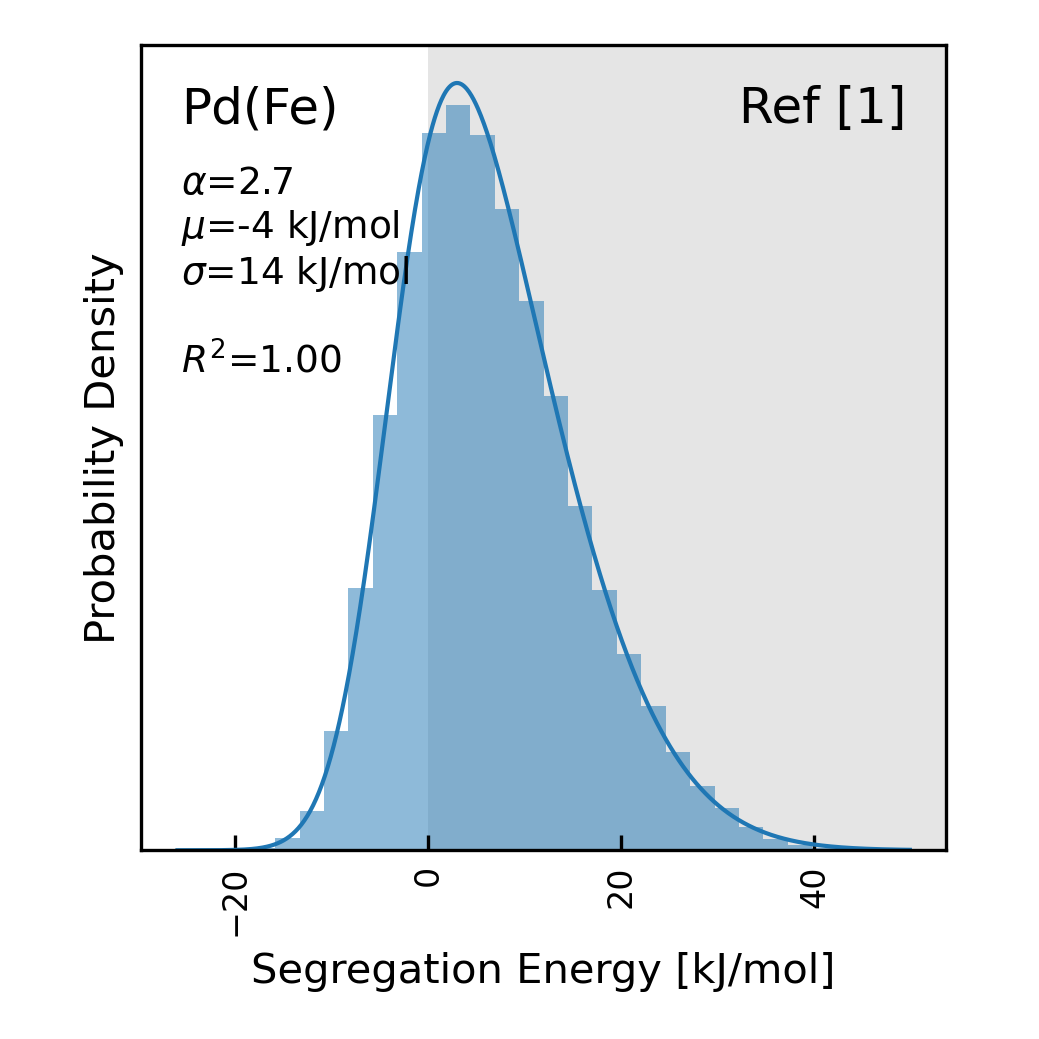 Pd(Fe)
Ref [1]
α=2.7
μ=-4 kJ/mol
σ=14 kJ/mol
R²=1.00
Probability Density
−20
0
20
40
Segregation Energy [kJ/mol]